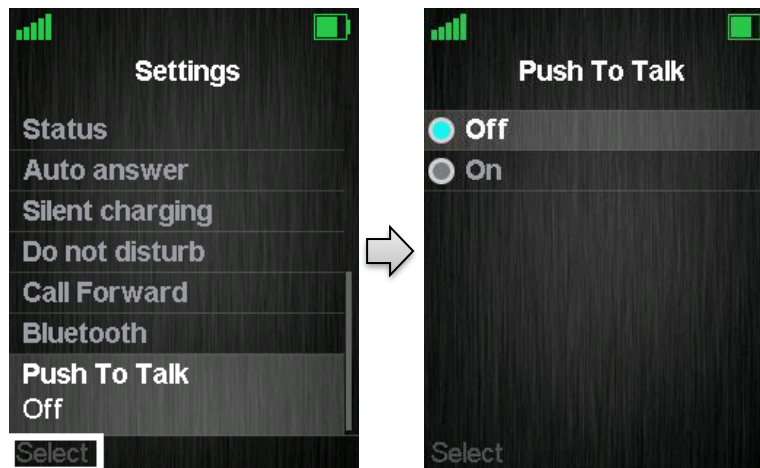 Settings
Status
Auto answer
Silent charging
Do not disturb
Call Forward
Bluetooth
Push To Talk
Off
Select
Push To Talk
Off
On
Select